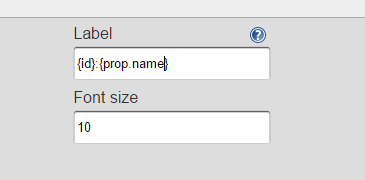 Label
{id}:{prop.name}
Font size
10